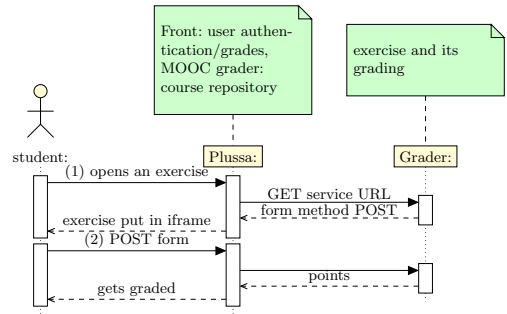 Front: user authen-
tication/grades,
MOOC grader:
course repository
exercise and its
grading
student:
Plussa:
Grader:
(1) opens an exercise
GET service URL
form method POST
exercise put in iframe
(2) POST form
points
gets graded